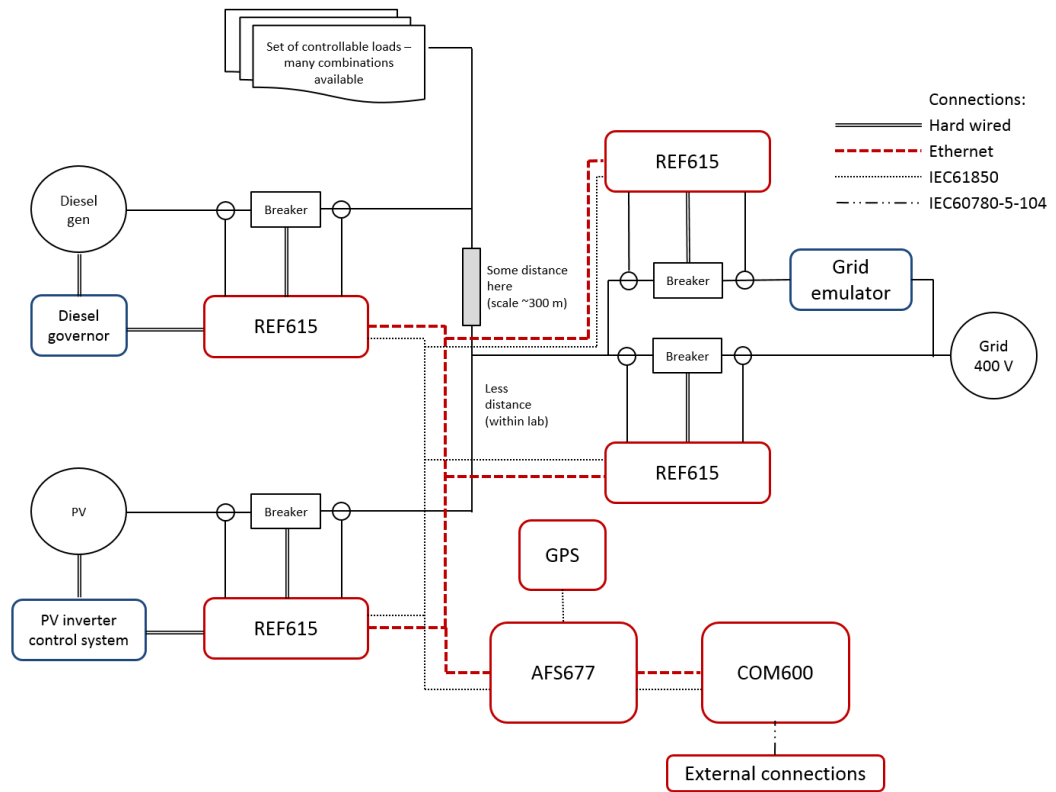 Set of controllable loads –
many combinations
available
Connections:
Hard wired
Ethernet
IEC61850
IEC60780-5-104
REF615
Diesel
gen
Breaker
Some distance
here
(scale ~300 m)
Breaker
Grid
emulator
Diesel
governor
REF615
Breaker
Grid
400 V
Less
distance
(within lab)
REF615
PV
Breaker
GPS
PV inverter
control system
REF615
AFS677
COM600
External connections